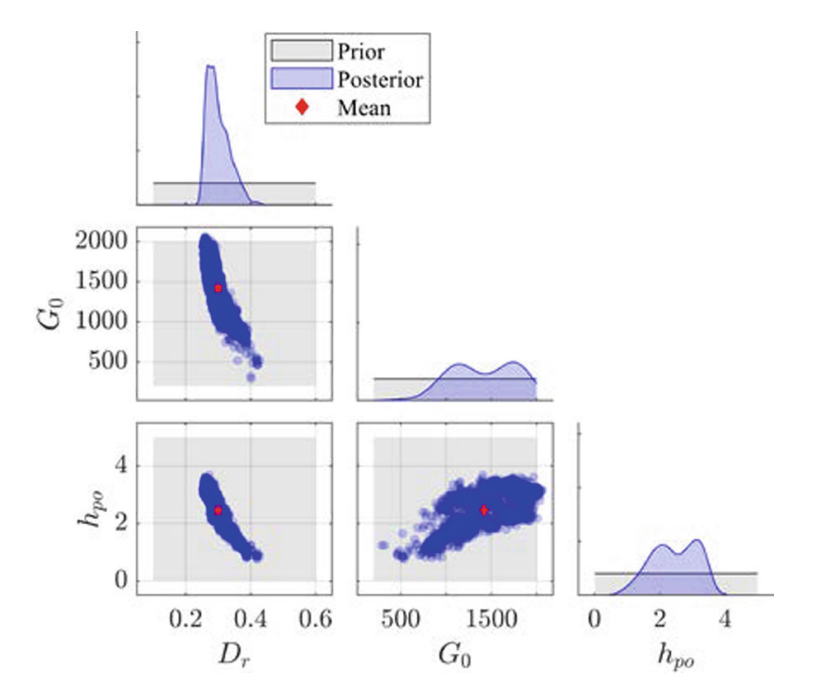 Prior
Posterior
Mean
2000
1500
1000
500
G₀
4
2
0
hₚₒ
0.2 0.4 0.6
500 1500
0 2 4
Dᵣ
G₀
hₚₒ